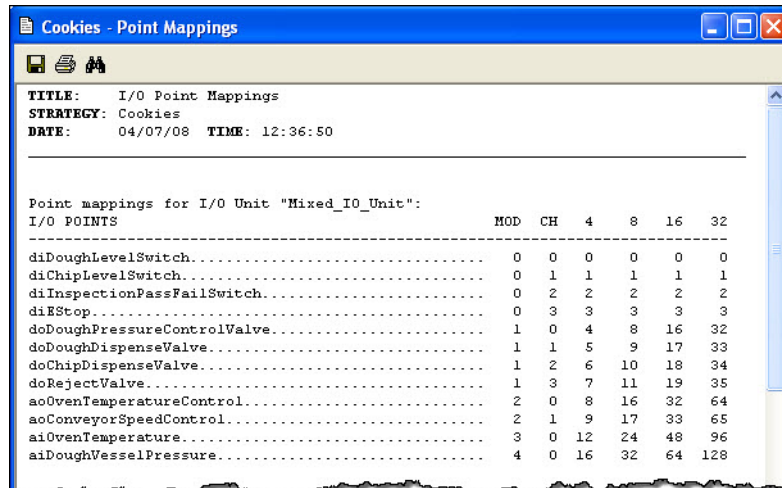 Cookies - Point Mappings
TITLE: I/O Point Mappings
STRATEGY: Cookies
DATE: 04/07/08 TIME: 12:36:50
Point mappings for I/O Unit "Mixed_IO_Unit":
I/O POINTS MOD CH 4 8 16 32
diDoughLevelSwitch................................. 0 0 0 0 0 0
diChipLevelSwitch.................................. 0 1 1 1 1 1
diInspectionPassFailSwitch......................... 0 2 2 2 2 2
diEStop............................................ 0 3 3 3 3 3
doDoughPressureControlValve........................ 1 0 4 8 16 32
doDoughDispenseValve............................... 1 1 5 9 17 33
doChipDispenseValve................................ 1 2 6 10 18 34
doRejectValve...................................... 1 3 7 11 19 35
aoOvenTemperatureControl........................... 2 0 8 16 32 64
aoConveyorSpeedControl............................. 2 1 9 17 33 65
aiOvenTemperature.................................. 3 0 12 24 48 96
aiDoughVesselPressure.............................. 4 0 16 32 64 128